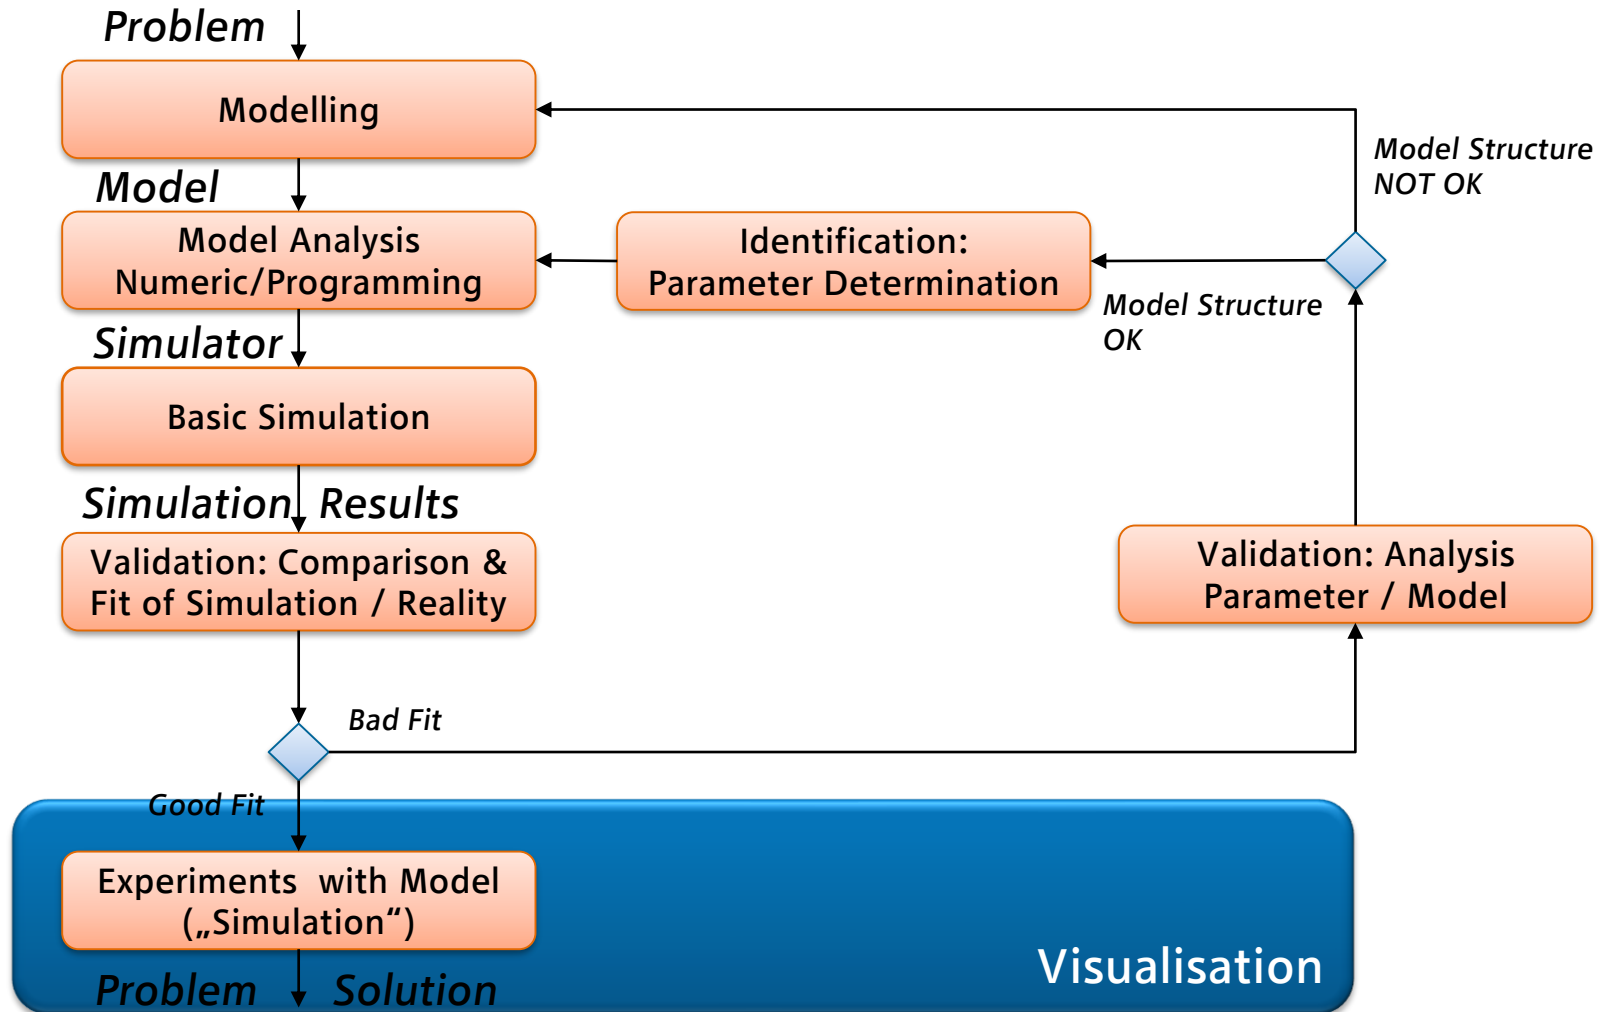 Problem
Modelling
Model Structure
NOT OK
Model
Model Analysis
Numeric/Programming
Identification:
Parameter Determination
Model Structure
OK
Simulator
Basic Simulation
Simulation Results
Validation: Comparison &
Fit of Simulation / Reality
Validation: Analysis
Parameter / Model
Bad Fit
Good Fit
Experiments with Model
(„Simulation“)
Visualisation
Problem Solution